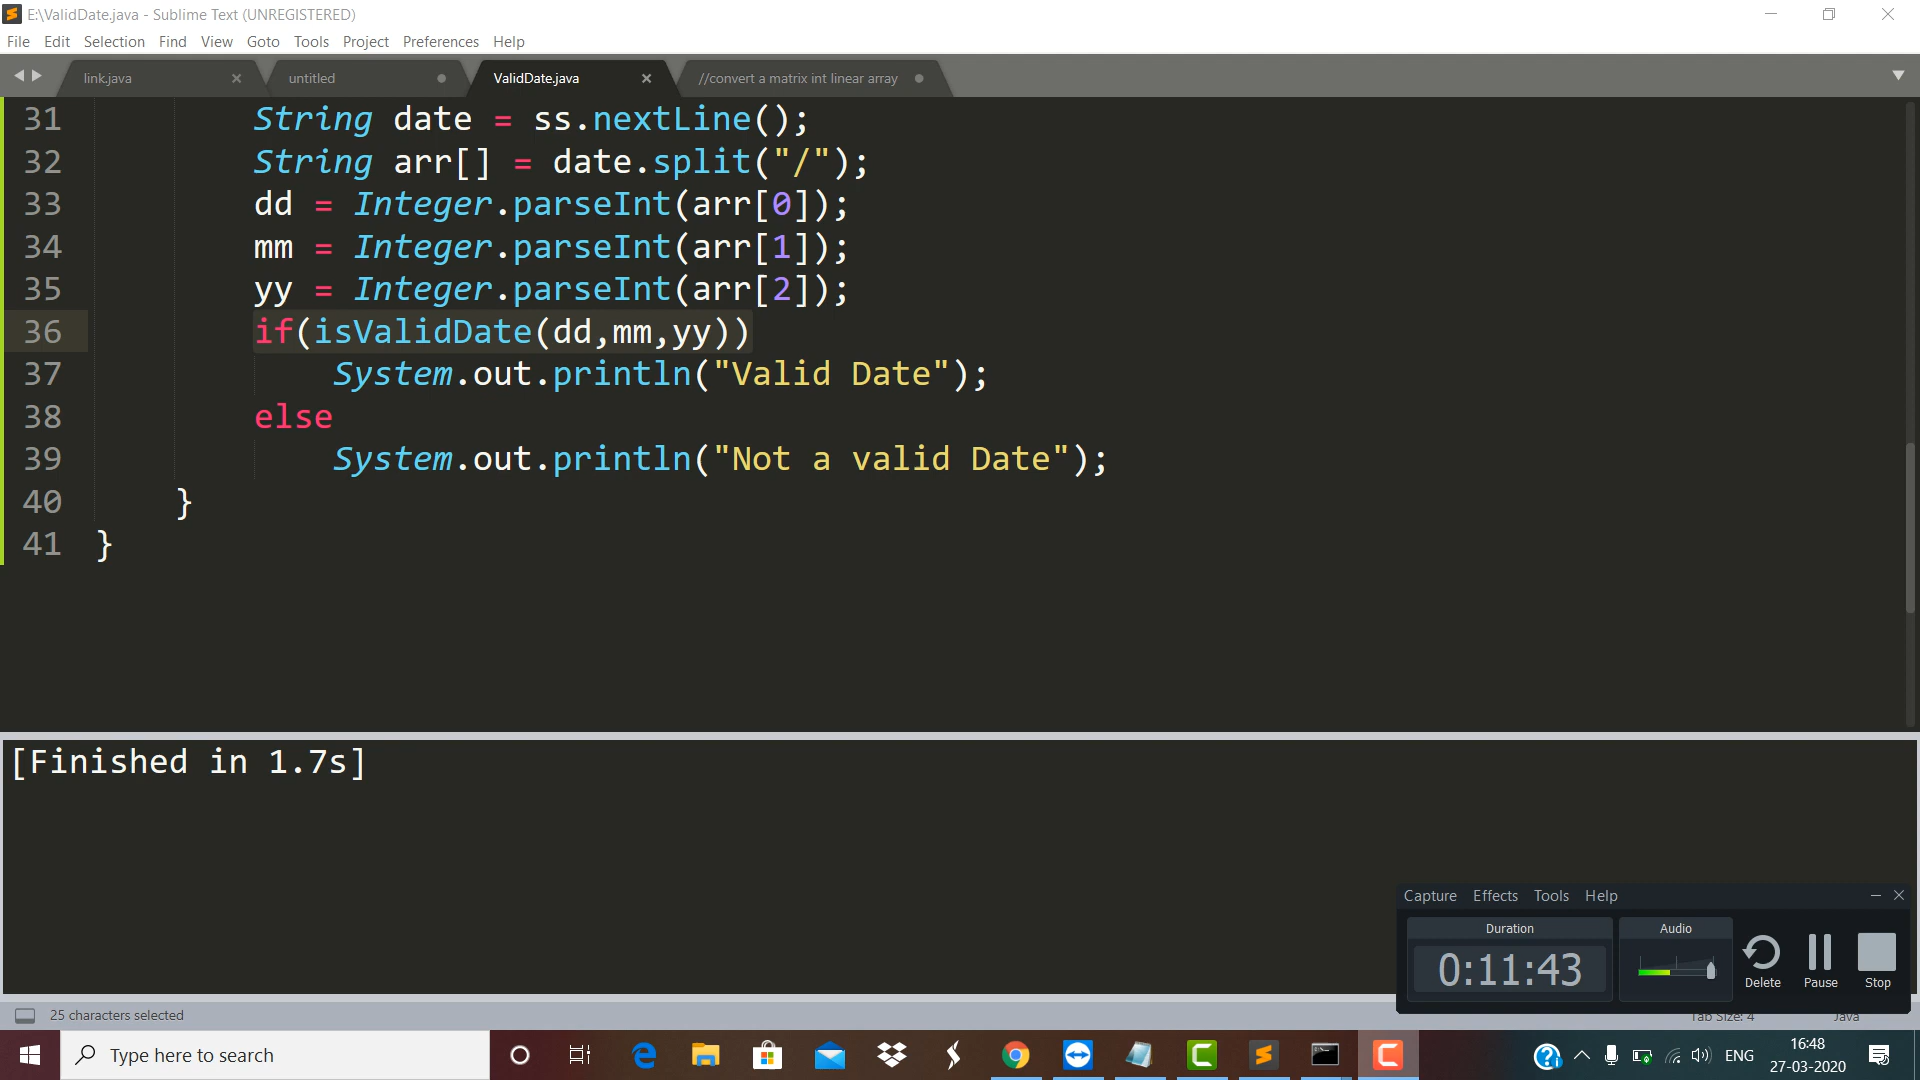 E:\ValidDate.java - Sublime Text (UNREGISTERED)
File Edit Selection Find View Goto Tools Project Preferences Help
link.java untitled ValidDate.java //convert a matrix int linear array
31 String date = ss.nextLine();
32 String arr[] = date.split("/");
33 dd = Integer.parseInt(arr[0]);
34 mm = Integer.parseInt(arr[1]);
35 yy = Integer.parseInt(arr[2]);
36 if(isValidDate(dd,mm,yy))
37 System.out.println("Valid Date");
38 else
39 System.out.println("Not a valid Date");
40 }
41 }
[Finished in 1.7s]
Capture Effects Tools Help
Duration Audio
0:11:43
Delete Pause Stop
25 characters selected Tab Size: 4 Java
Type here to search
ENG
16:48
27-03-2020